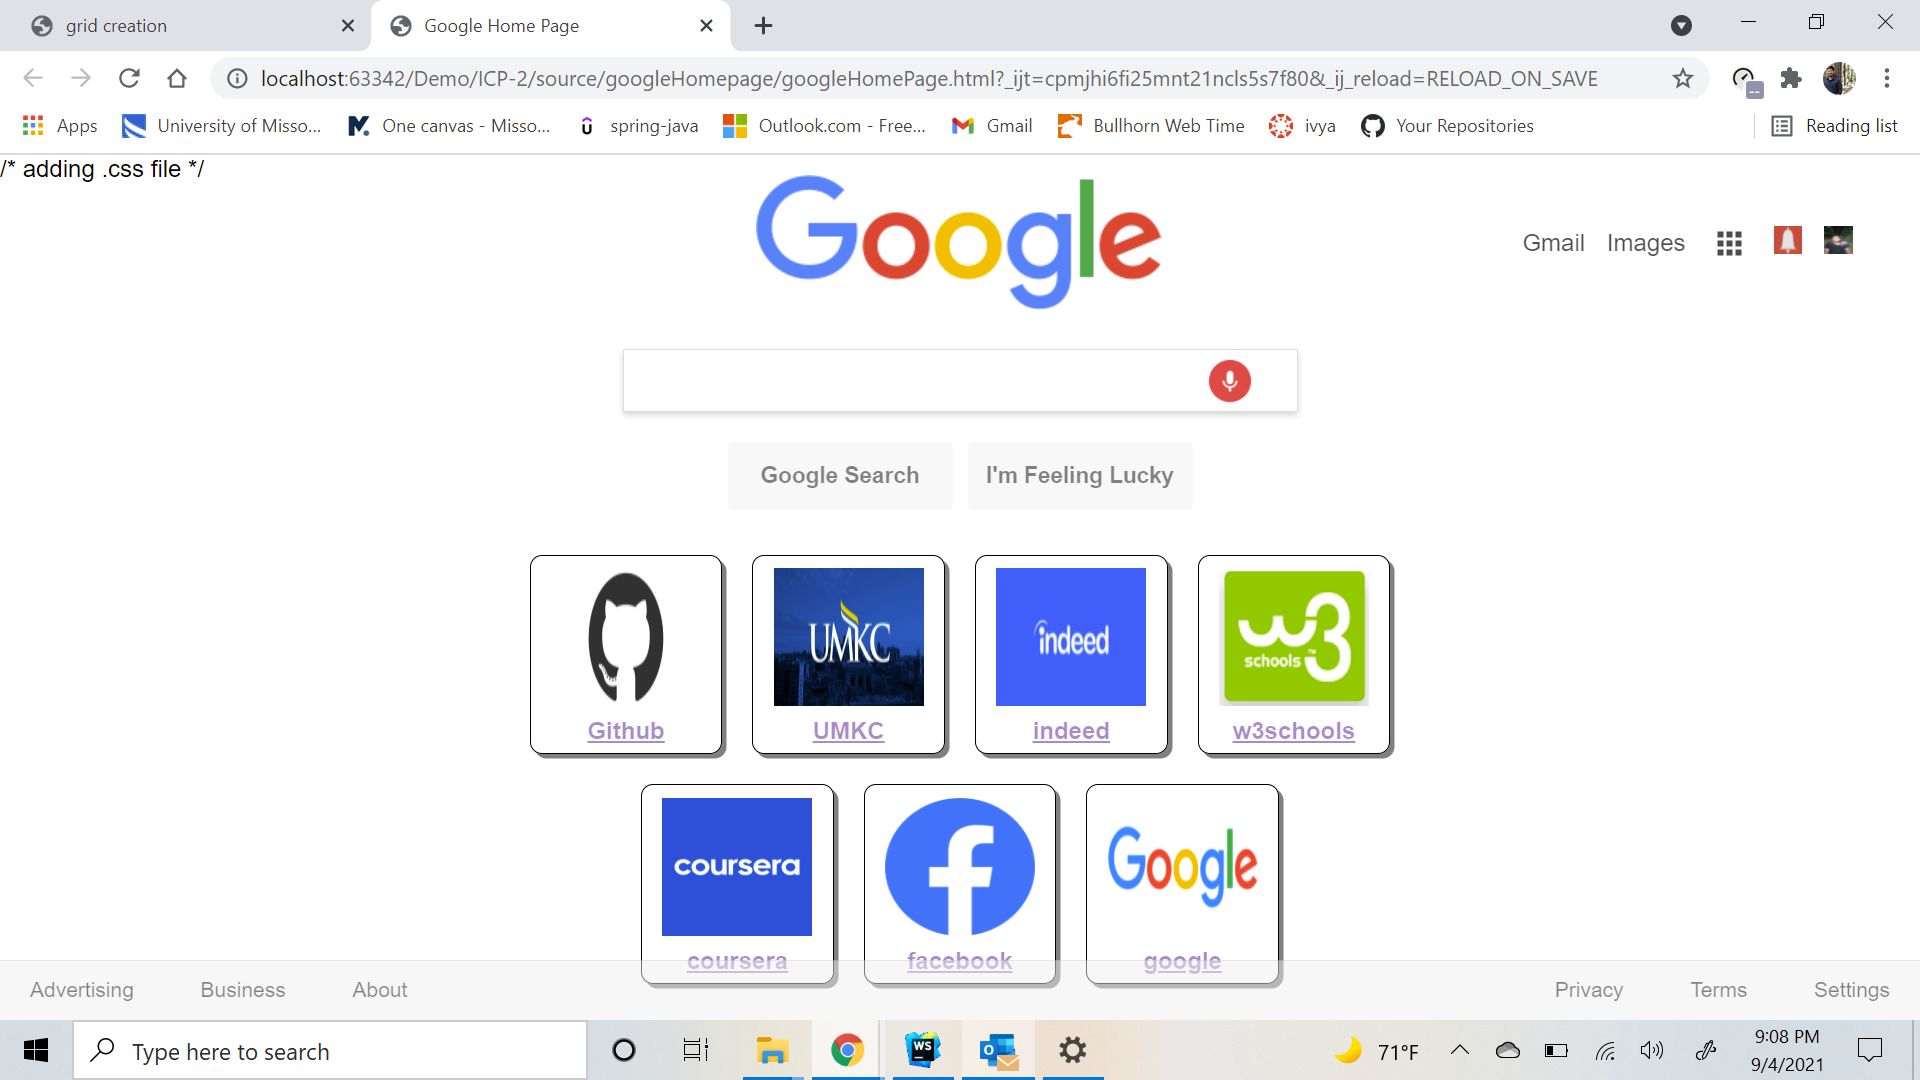 grid creation
Google Home Page
localhost:63342/Demo/ICP-2/source/googleHomepage/googleHomePage.html?_ijt=cpmjhi6fi25mnt21ncls5s7f80&_ij_reload=RELOAD_ON_SAVE
Apps University of Misso... One canvas - Misso... spring-java Outlook.com - Free... Gmail Bullhorn Web Time ivya Your Repositories Reading list
/* adding .css file */
Google
Gmail Images
Google Search I'm Feeling Lucky
UMKC indeed w3 schools™
Github UMKC indeed w3schools
coursera Google
coursera facebook google
Advertising Business About Privacy Terms Settings
Type here to search
WS
71°F
9:08 PM
9/4/2021